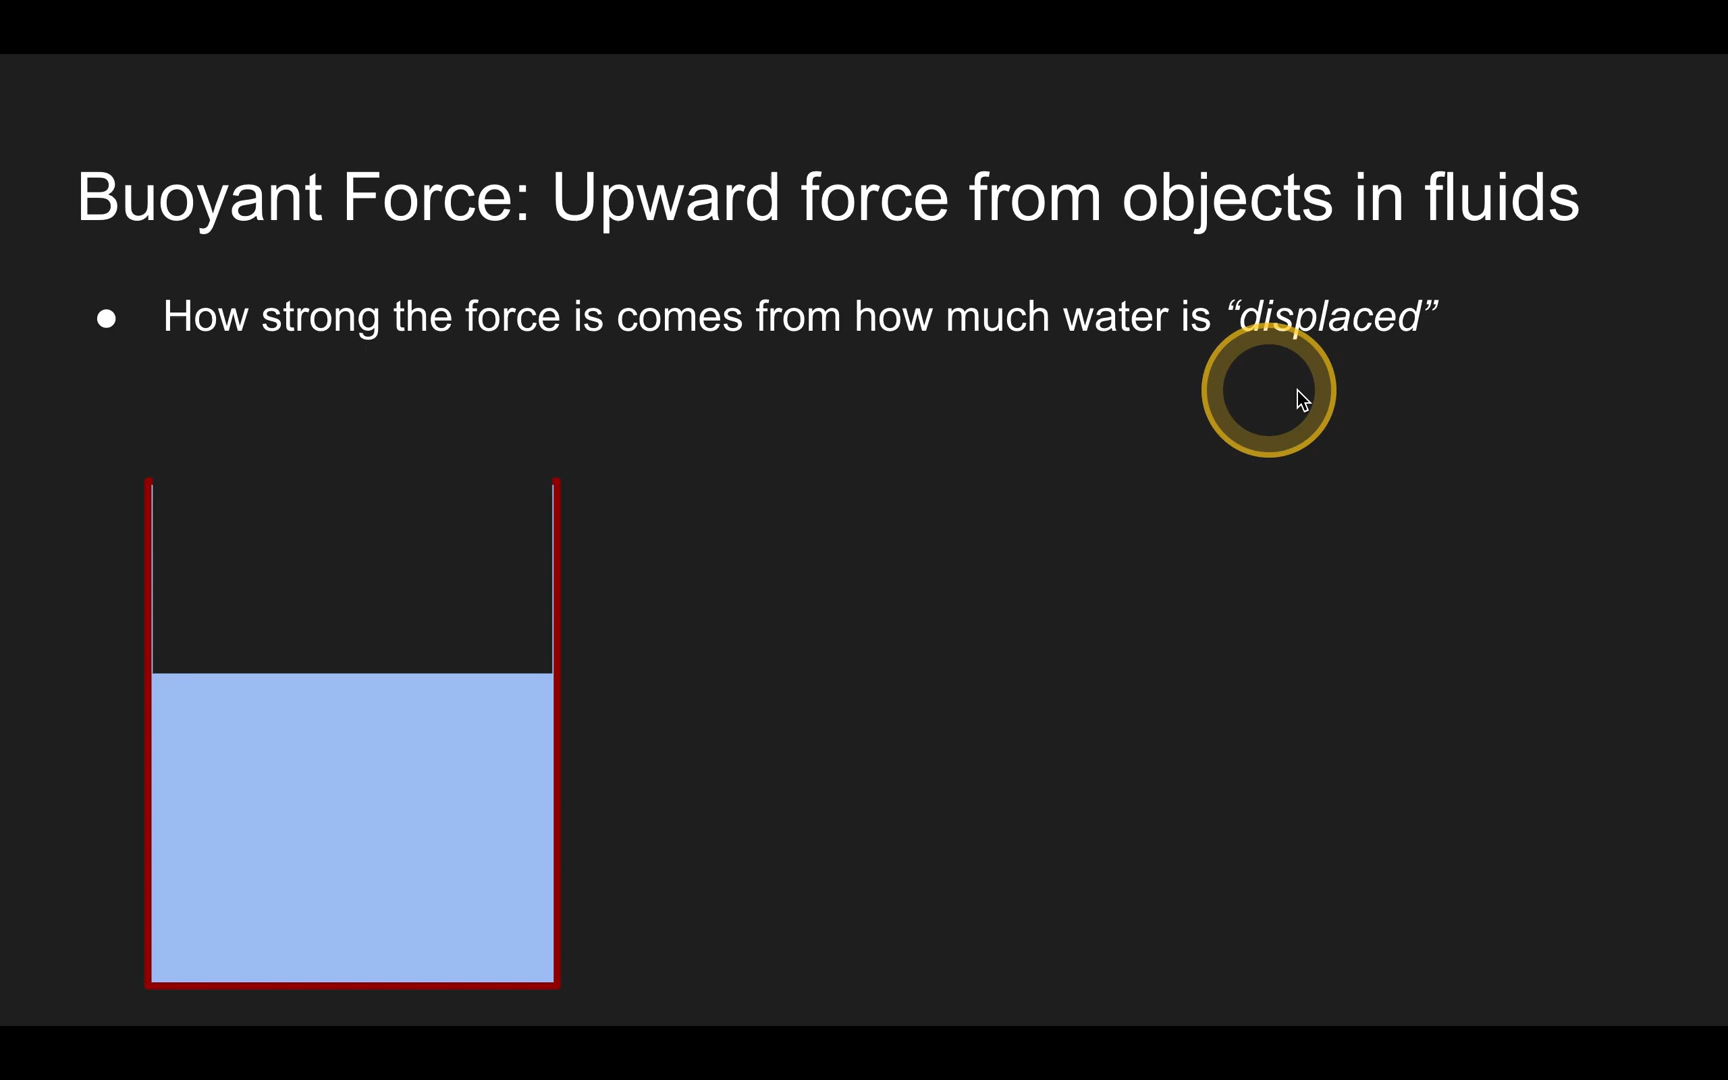 Buoyant Force: Upward force from objects in fluids
● How strong the force is comes from how much water is “displaced”